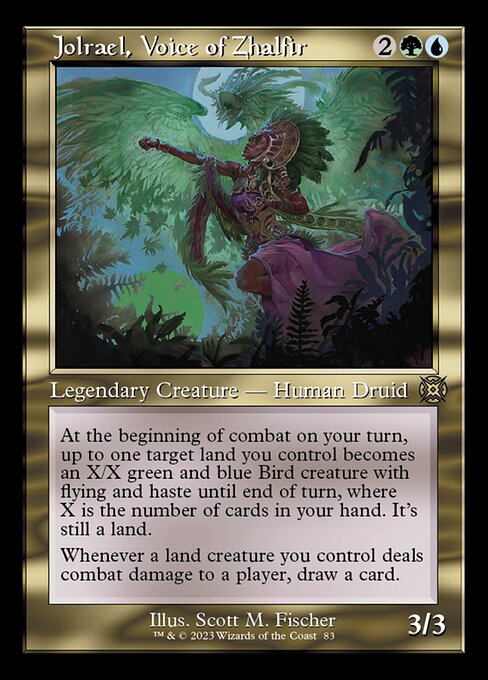 Jolrael, Voice of Zhalfir 2
Legendary Creature — Human Druid
At the beginning of combat on your turn,
up to one target land you control becomes
an X/X green and blue Bird creature with
flying and haste until end of turn, where
X is the number of cards in your hand. It's
still a land.
Whenever a land creature you control deals
combat damage to a player, draw a card.
Illus. Scott M. Fischer
™ & © 2023 Wizards of the Coast 83
3/3